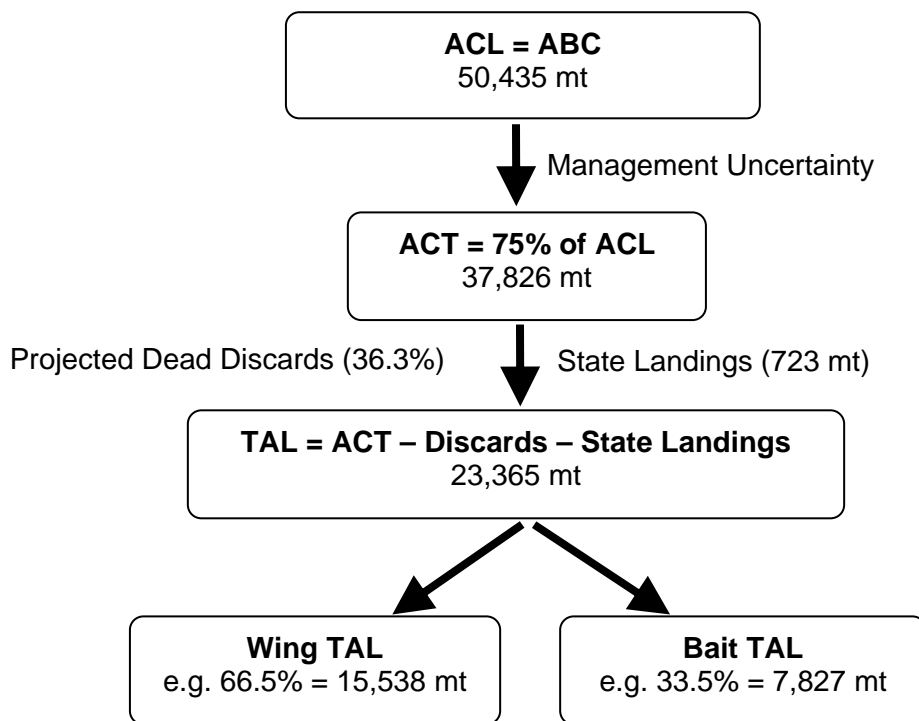 ACL = ABC
50,435 mt
Management Uncertainty
ACT = 75% of ACL
37,826 mt
Projected Dead Discards (36.3%)
State Landings (723 mt)
TAL = ACT – Discards – State Landings
23,365 mt
Wing TAL
e.g. 66.5% = 15,538 mt
Bait TAL
e.g. 33.5% = 7,827 mt